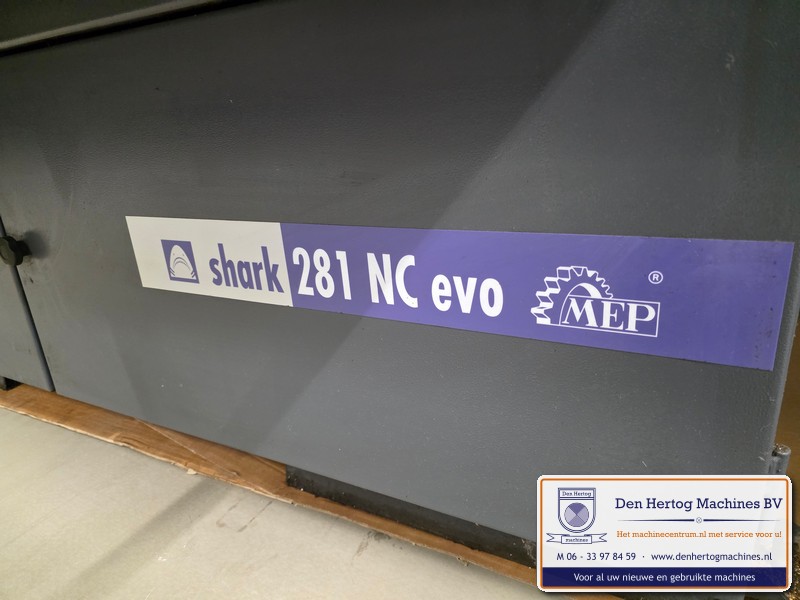 shark 281 NC evo MEP ®
Den Hertog
machines
Den Hertog Machines BV
Het machinecentrum.nl met service voor u!
M 06 - 33 97 84 59 · www.denhertogmachines.nl
Voor al uw nieuwe en gebruikte machines